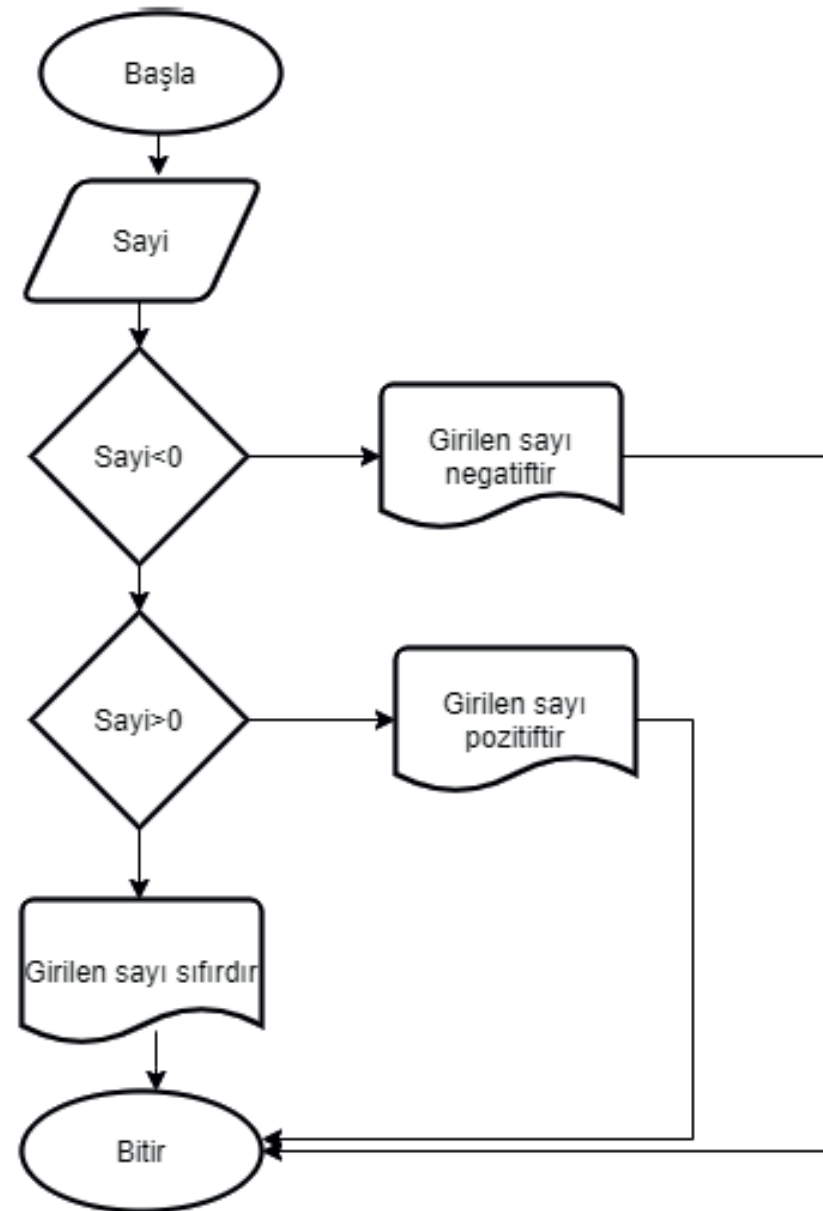 Başla
Sayi
Sayi<0
Girilen sayı
negatiftir
Sayi>0
Girilen sayı
pozitiftir
Girilen sayı sıfırdır
Bitir